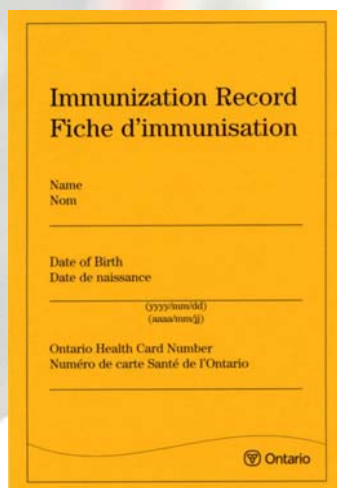 Immunization Record
Fiche d'immunisation
Name
Nom
Date of Birth
Date de naissance
(yyyy/mm/dd)
(aaaa/mm/jj)
Ontario Health Card Number
Numéro de carte Santé de l'Ontario
Ontario